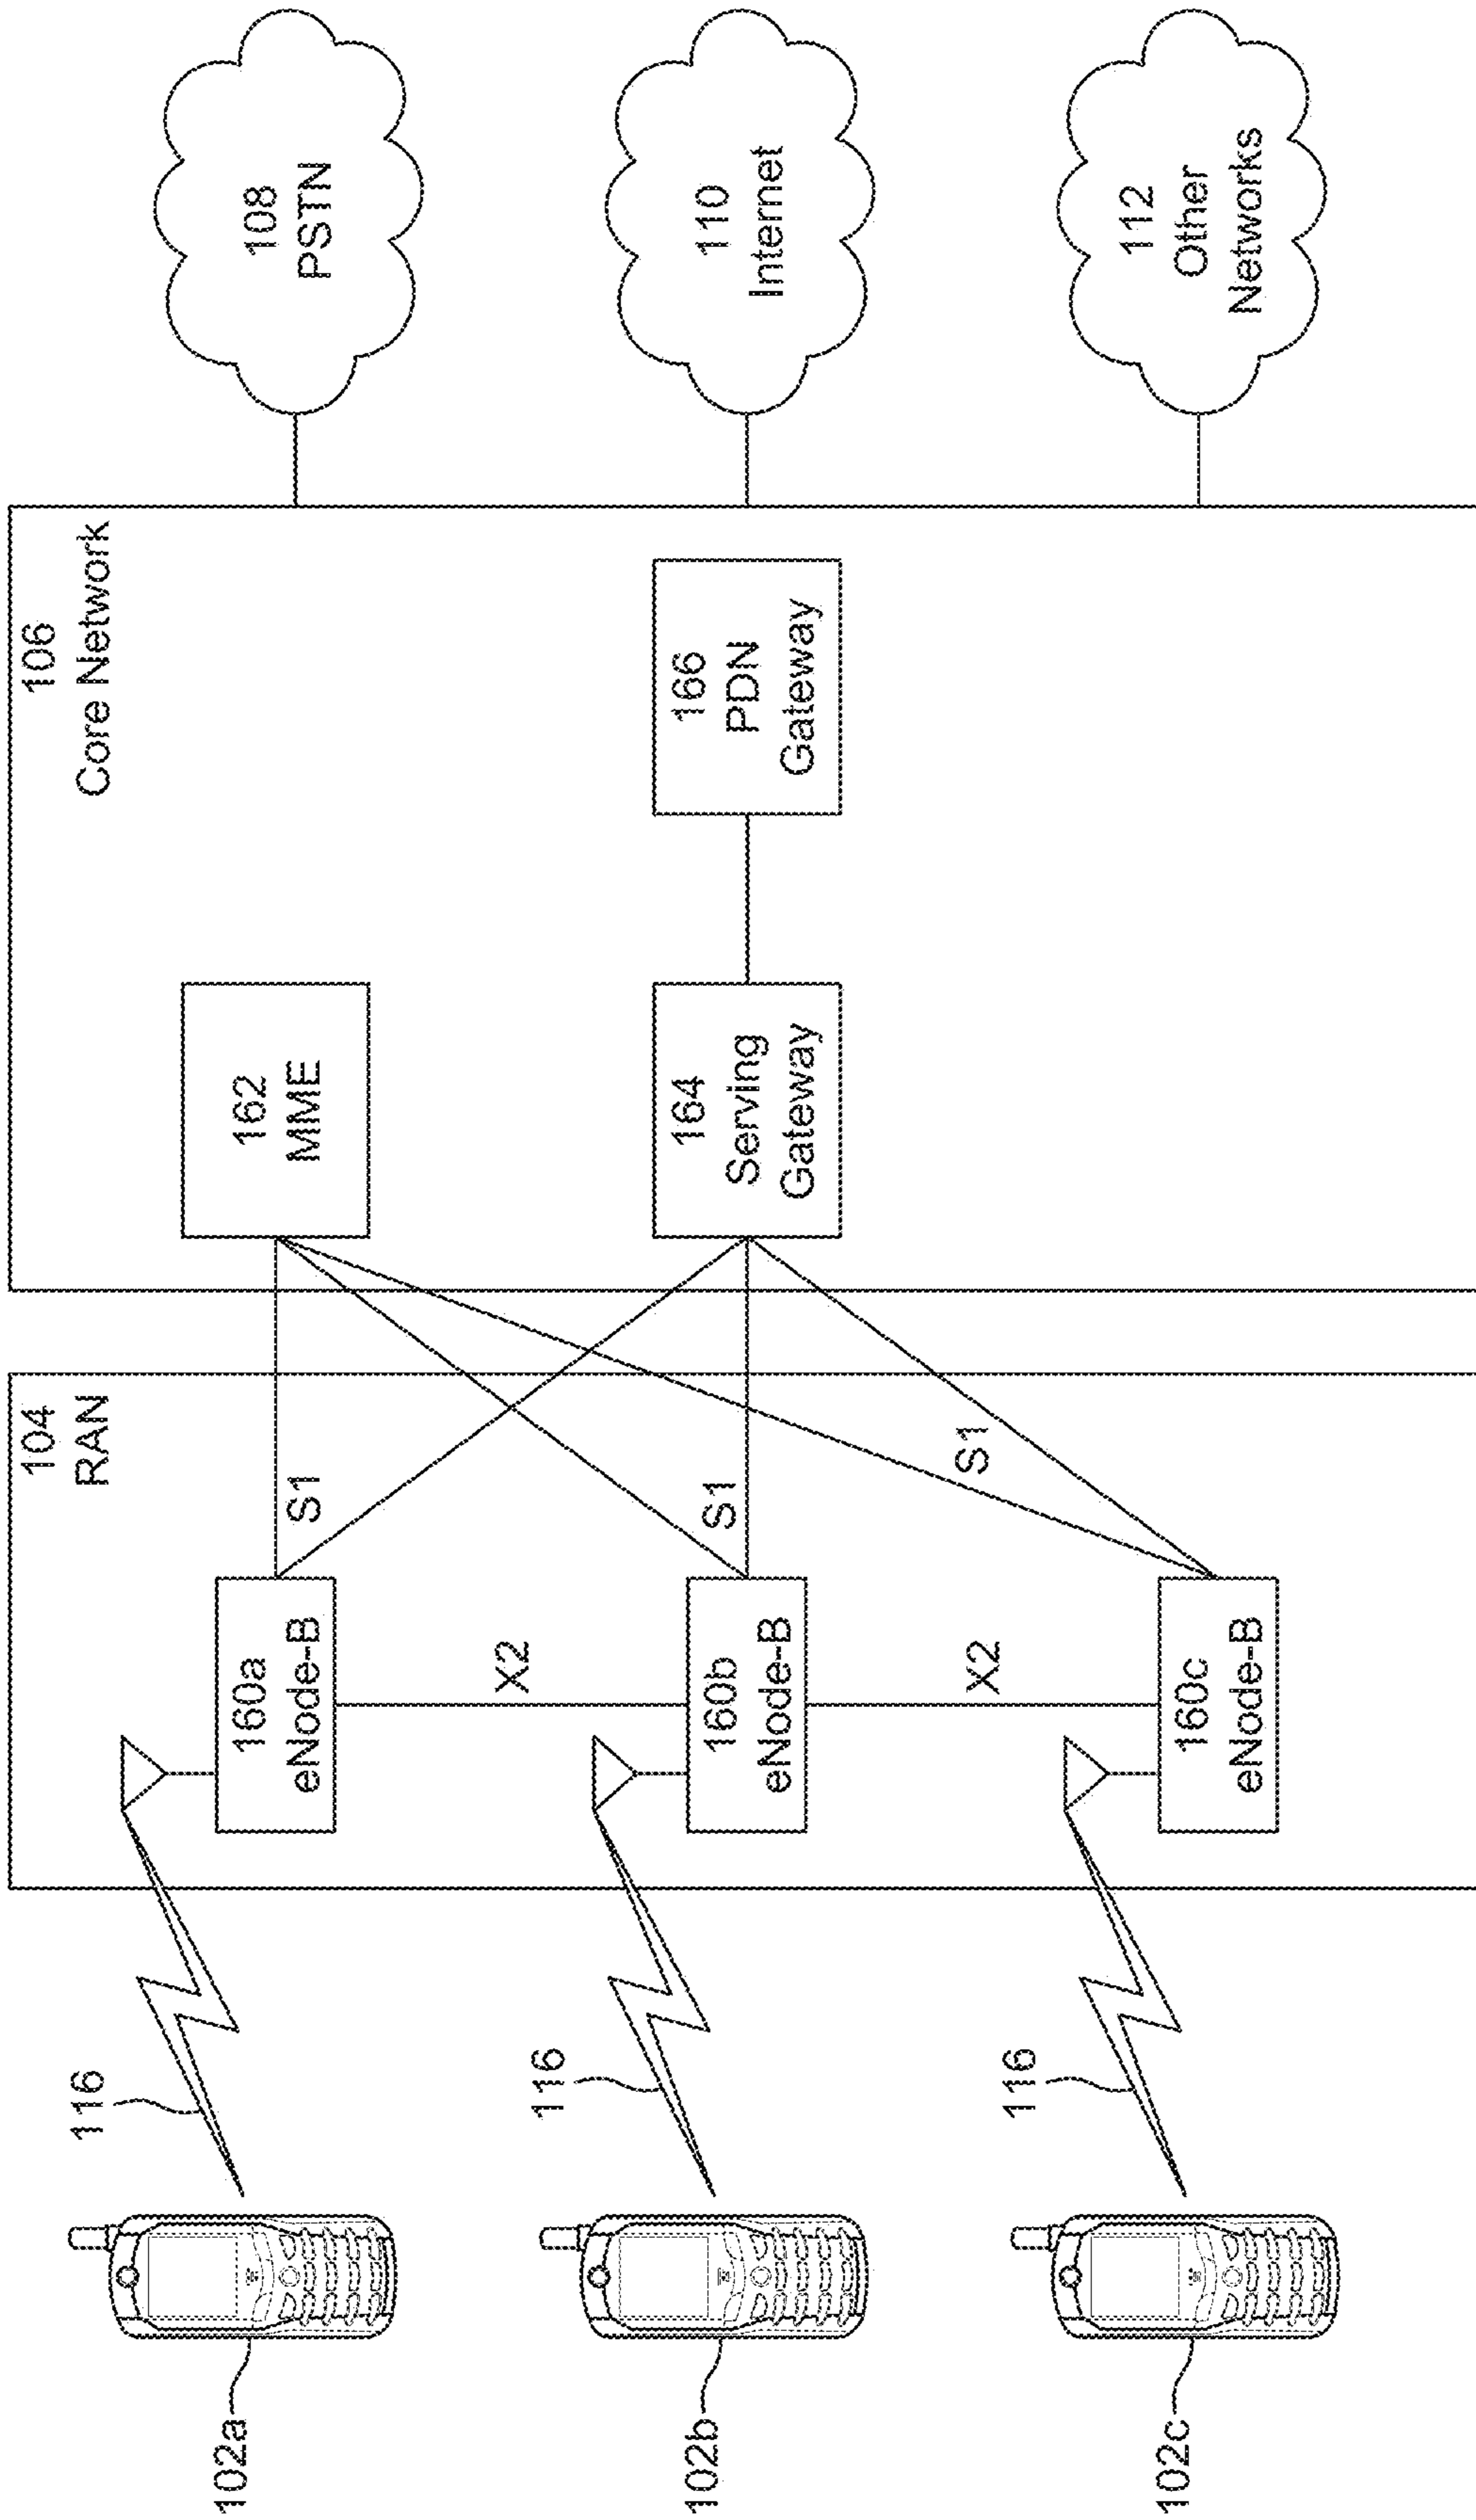 102a
116
104
RAN
160a
eNode-B
S1
X2
102b
116
160b
eNode-B
S1
X2
102c
116
160c
eNode-B
S1
106
Core Network
162
MME
164
Serving
Gateway
166
PDN
Gateway
108
PSTN
110
Internet
112
Other
Networks